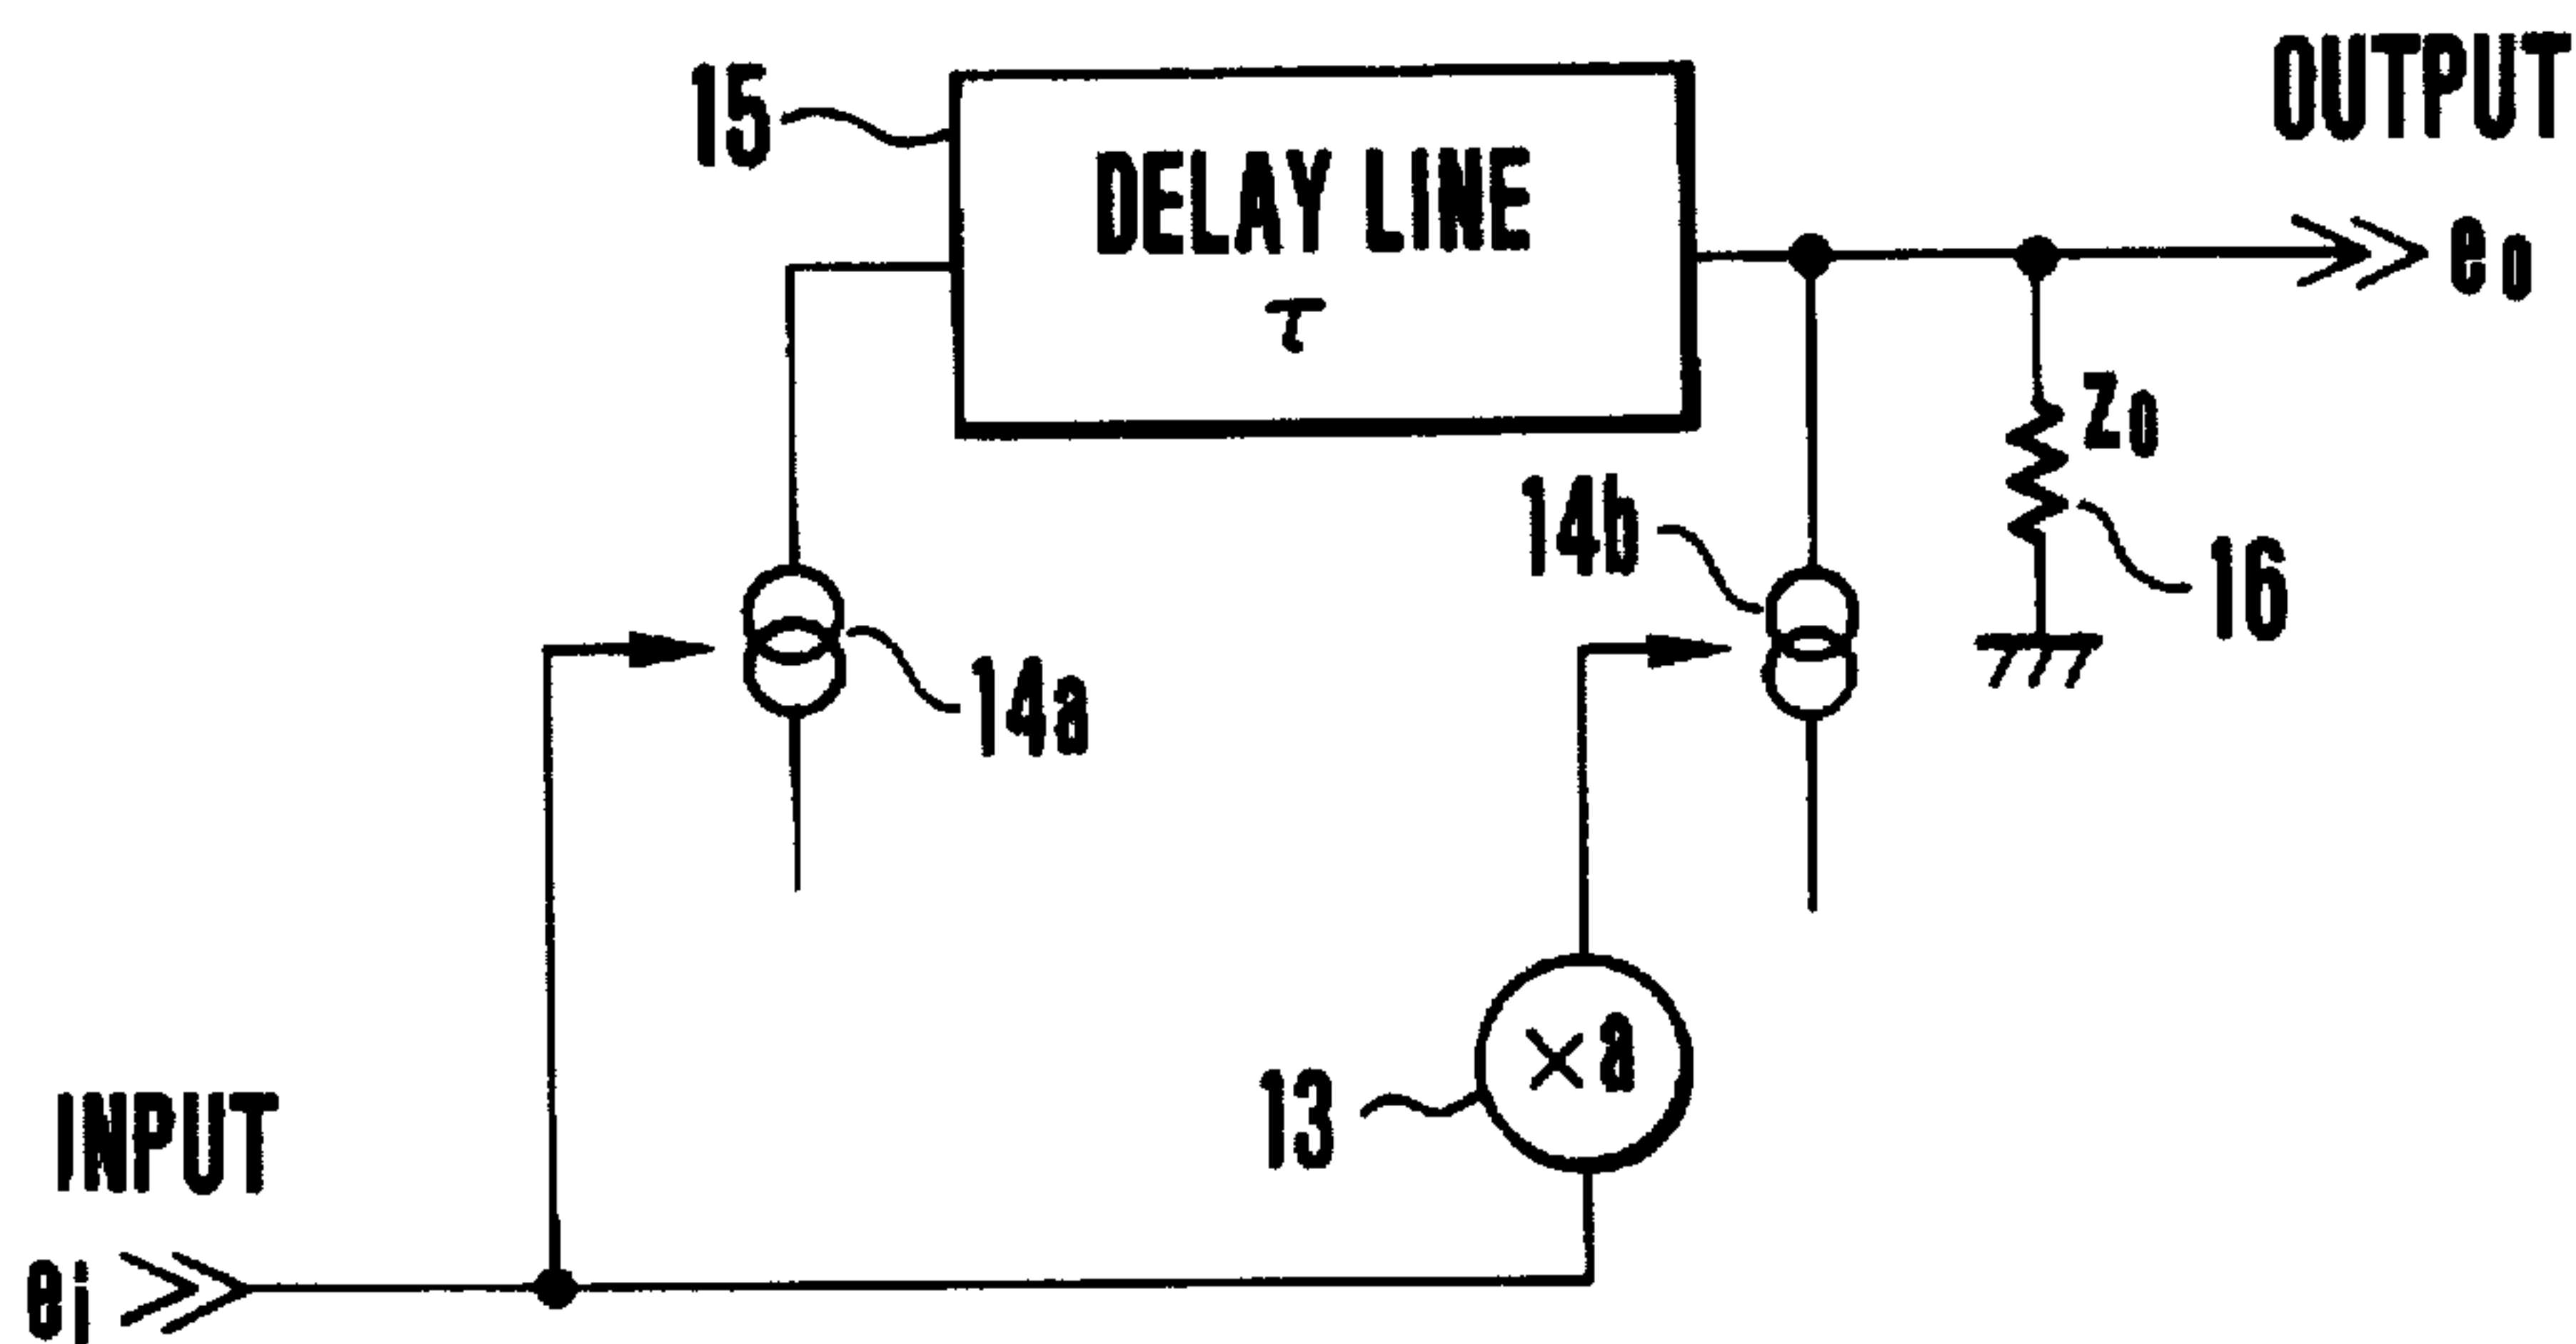 OUTPUT
15
DELAY LINE
τ
e0
Z0
14b
16
14a
×a
13
INPUT
ei